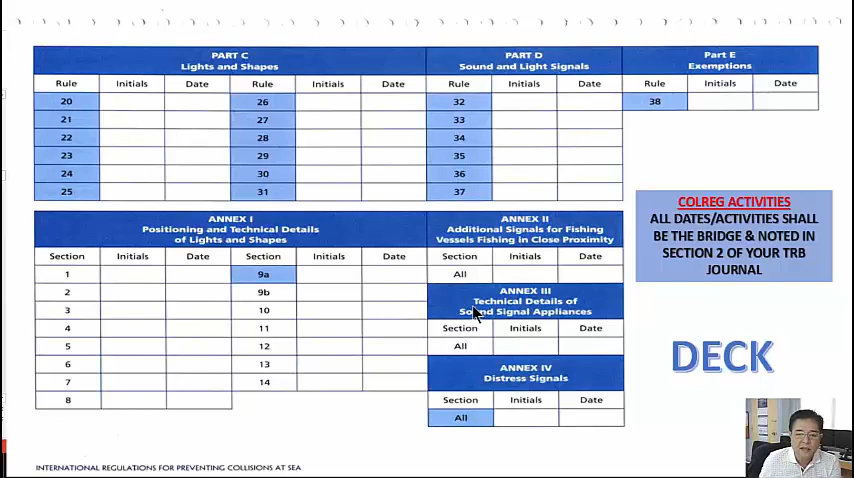 PART C
Lights and Shapes
PART D
Sound and Light Signals
Part E
Exemptions
Rule Initials Date Rule Initials Date Rule Initials Date Rule Initials Date
20 26 32 38
21 27 33
22 28 34
23 29 35
24 30 36
25 31 37
COLREG ACTIVITIES
ALL DATES/ACTIVITIES SHALL
BE THE BRIDGE & NOTED IN
SECTION 2 OF YOUR TRB
JOURNAL
ANNEX I
Positioning and Technical Details
of Lights and Shapes
Section Initials Date Section Initials Date
1 9a
2 9b
3 10
4 11
5 12
6 13
7 14
8
ANNEX II
Additional Signals for Fishing
Vessels Fishing in Close Proximity
Section Initials Date
All
ANNEX III
Technical Details of
Sound Signal Appliances
Section Initials Date
All
ANNEX IV
Distress Signals
Section Initials Date
All
DECK
INTERNATIONAL REGULATIONS FOR PREVENTING COLLISIONS AT SEA